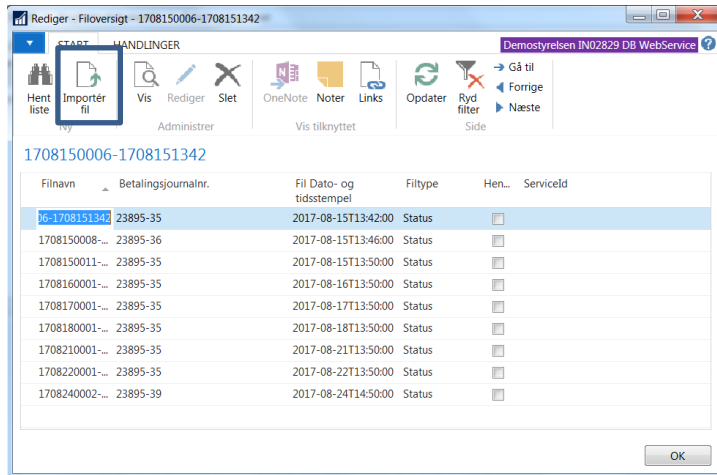 Rediger - Filoversigt - 1708150006-1708151342
START HANDLINGER Demostyrelsen IN02829 DB WebService ?
Hent liste Importér fil Vis Rediger Slet OneNote Noter Links Opdater Ryd filter Gå til
Forrige
Næste
Ny Administrer Vis tilknyttet Side
1708150006-1708151342
Filnavn Betalingsjournalnr. Fil Dato- og tidsstempel Filtype Hen... ServiceId
06-1708151342 23895-35 2017-08-15T13:42:00 Status
1708150008-... 23895-36 2017-08-15T13:46:00 Status
1708150011-... 23895-35 2017-08-15T13:50:00 Status
1708160001-... 23895-35 2017-08-16T13:50:00 Status
1708170001-... 23895-35 2017-08-17T13:50:00 Status
1708180001-... 23895-35 2017-08-18T13:50:00 Status
1708210001-... 23895-35 2017-08-21T13:50:00 Status
1708220001-... 23895-35 2017-08-22T13:50:00 Status
1708240002-... 23895-39 2017-08-24T14:50:00 Status
OK